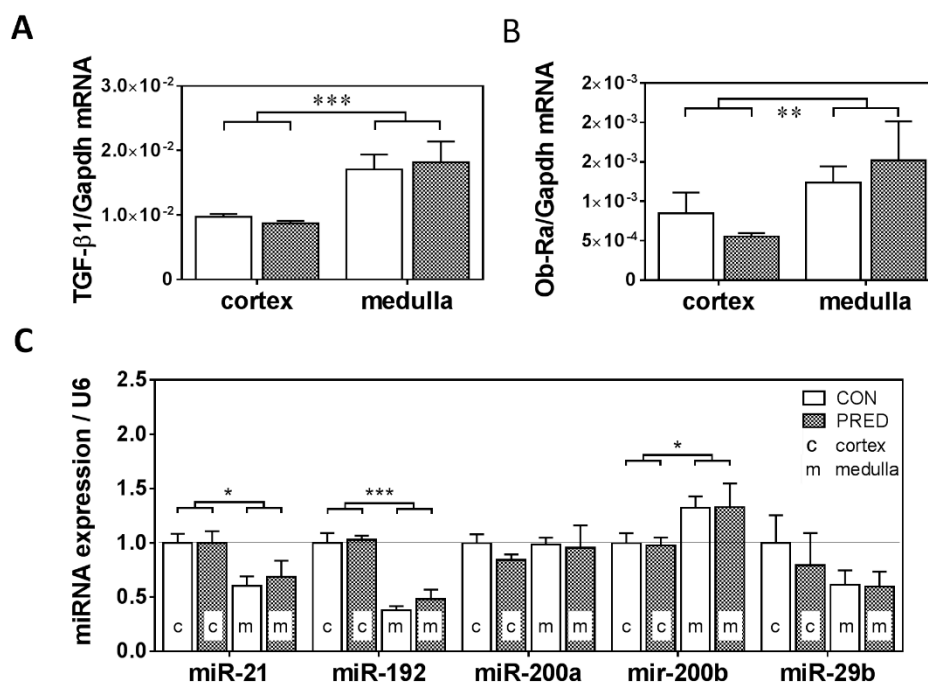 A
TGF-β1/Gapdh mRNA
3.0×10⁻²
2.0×10⁻²
1.0×10⁻²
0
***
cortex
medulla
B
Ob-Ra/Gapdh mRNA
2×10⁻³
2×10⁻³
2×10⁻³
1×10⁻³
5×10⁻⁴
0
**
cortex
medulla
C
miRNA expression / U6
2.5
2.0
1.5
1.0
0.5
0.0
CON
PRED
c cortex
m medulla
* *** *
c c m m c c m m c c m m c c m m c c m m
miR-21 miR-192 miR-200a mir-200b miR-29b